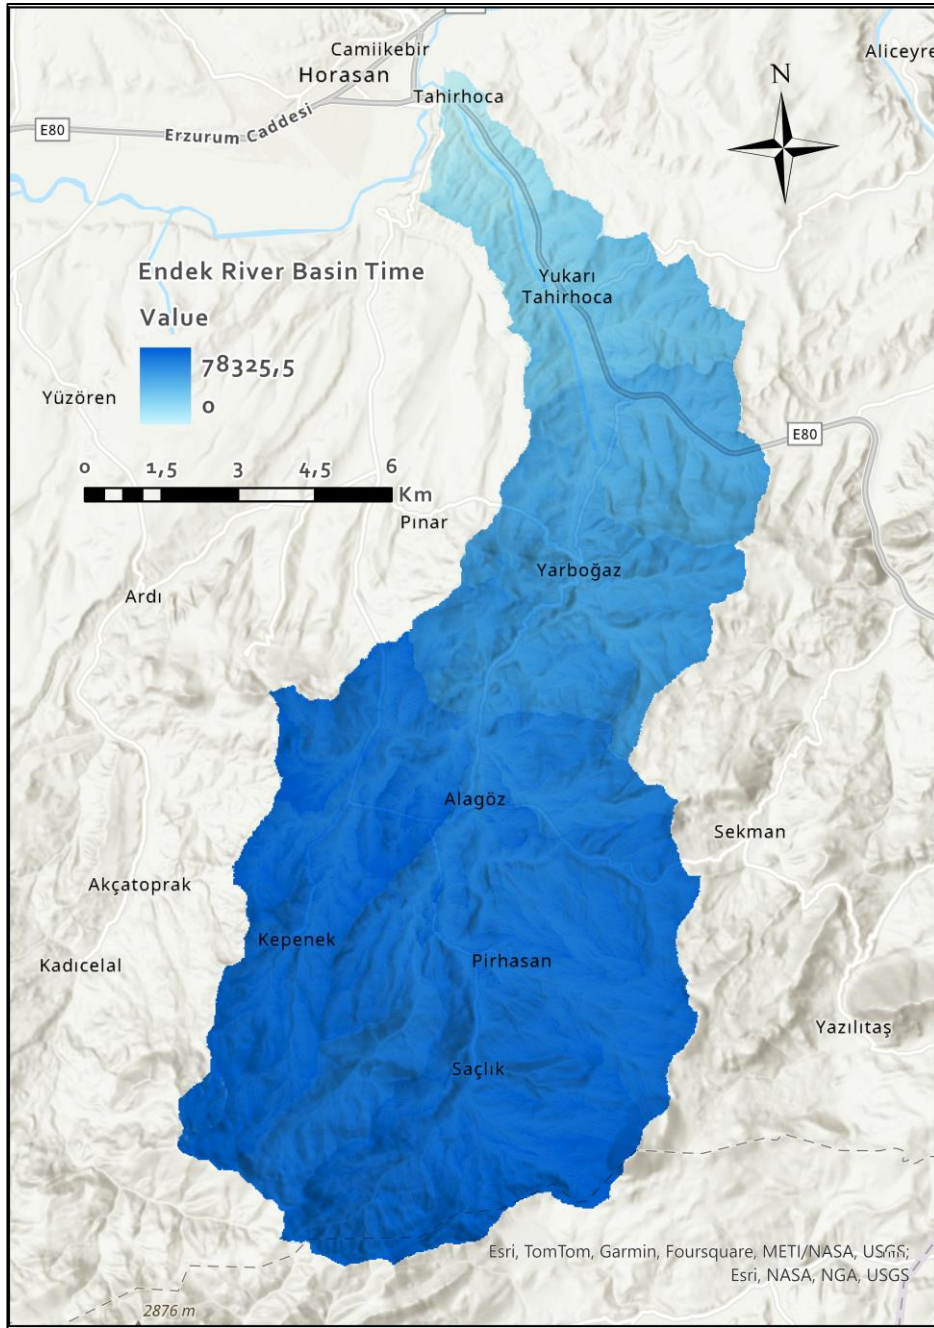 Camiikebir
Horasan
Aliceyre
Tahirhoca
N
E80
Erzurum Caddesi
Endek River Basin Time
Value
78325,5
0
Yukarı
Tahirhoca
Yüzören
E80
0 1,5 3 4,5 6
Km
Pınar
Yarboğaz
Ardı
Alagöz
Sekman
Akçatoprak
Kepenek
Pirhasan
Kadıcelal
Yazılıtaş
Saçlık
Esri, TomTom, Garmin, Foursquare, METI/NASA, USGS;
Esri, NASA, NGA, USGS
2876 m